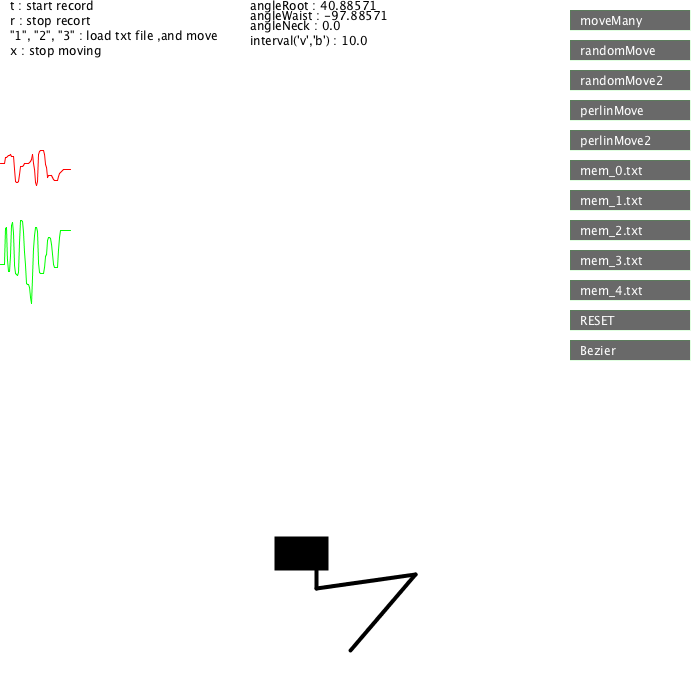 t : start record
r : stop recort
"1", "2", "3" : load txt file ,and move
x : stop moving
angleRoot : 40.88571
angleWaist : -97.88571
angleNeck : 0.0
interval('v','b') : 10.0
moveMany
randomMove
randomMove2
perlinMove
perlinMove2
mem_0.txt
mem_1.txt
mem_2.txt
mem_3.txt
mem_4.txt
RESET
Bezier